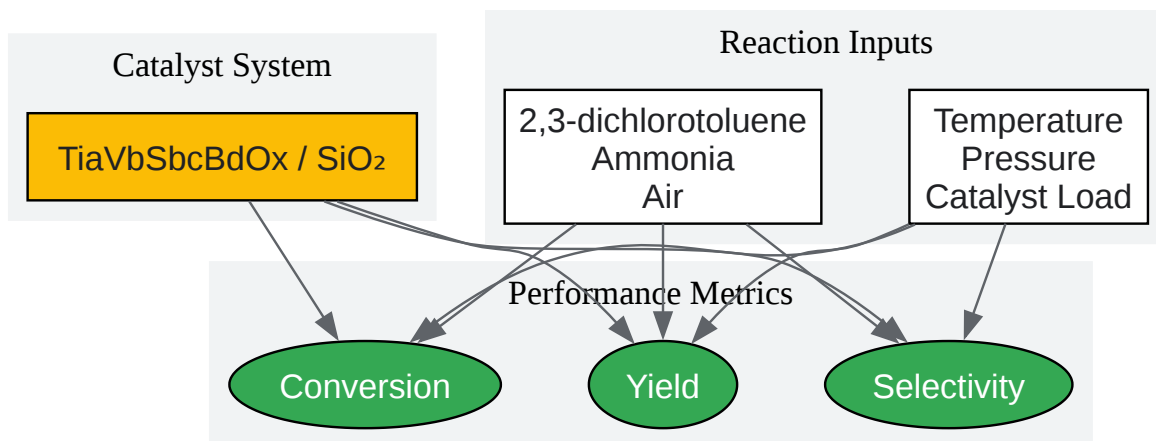 Catalyst System
Reaction Inputs
TiaVbSbcBdOx / SiO₂
2,3-dichlorotoluene
Ammonia
Air
Temperature
Pressure
Catalyst Load
Performance Metrics
Conversion
Yield
Selectivity